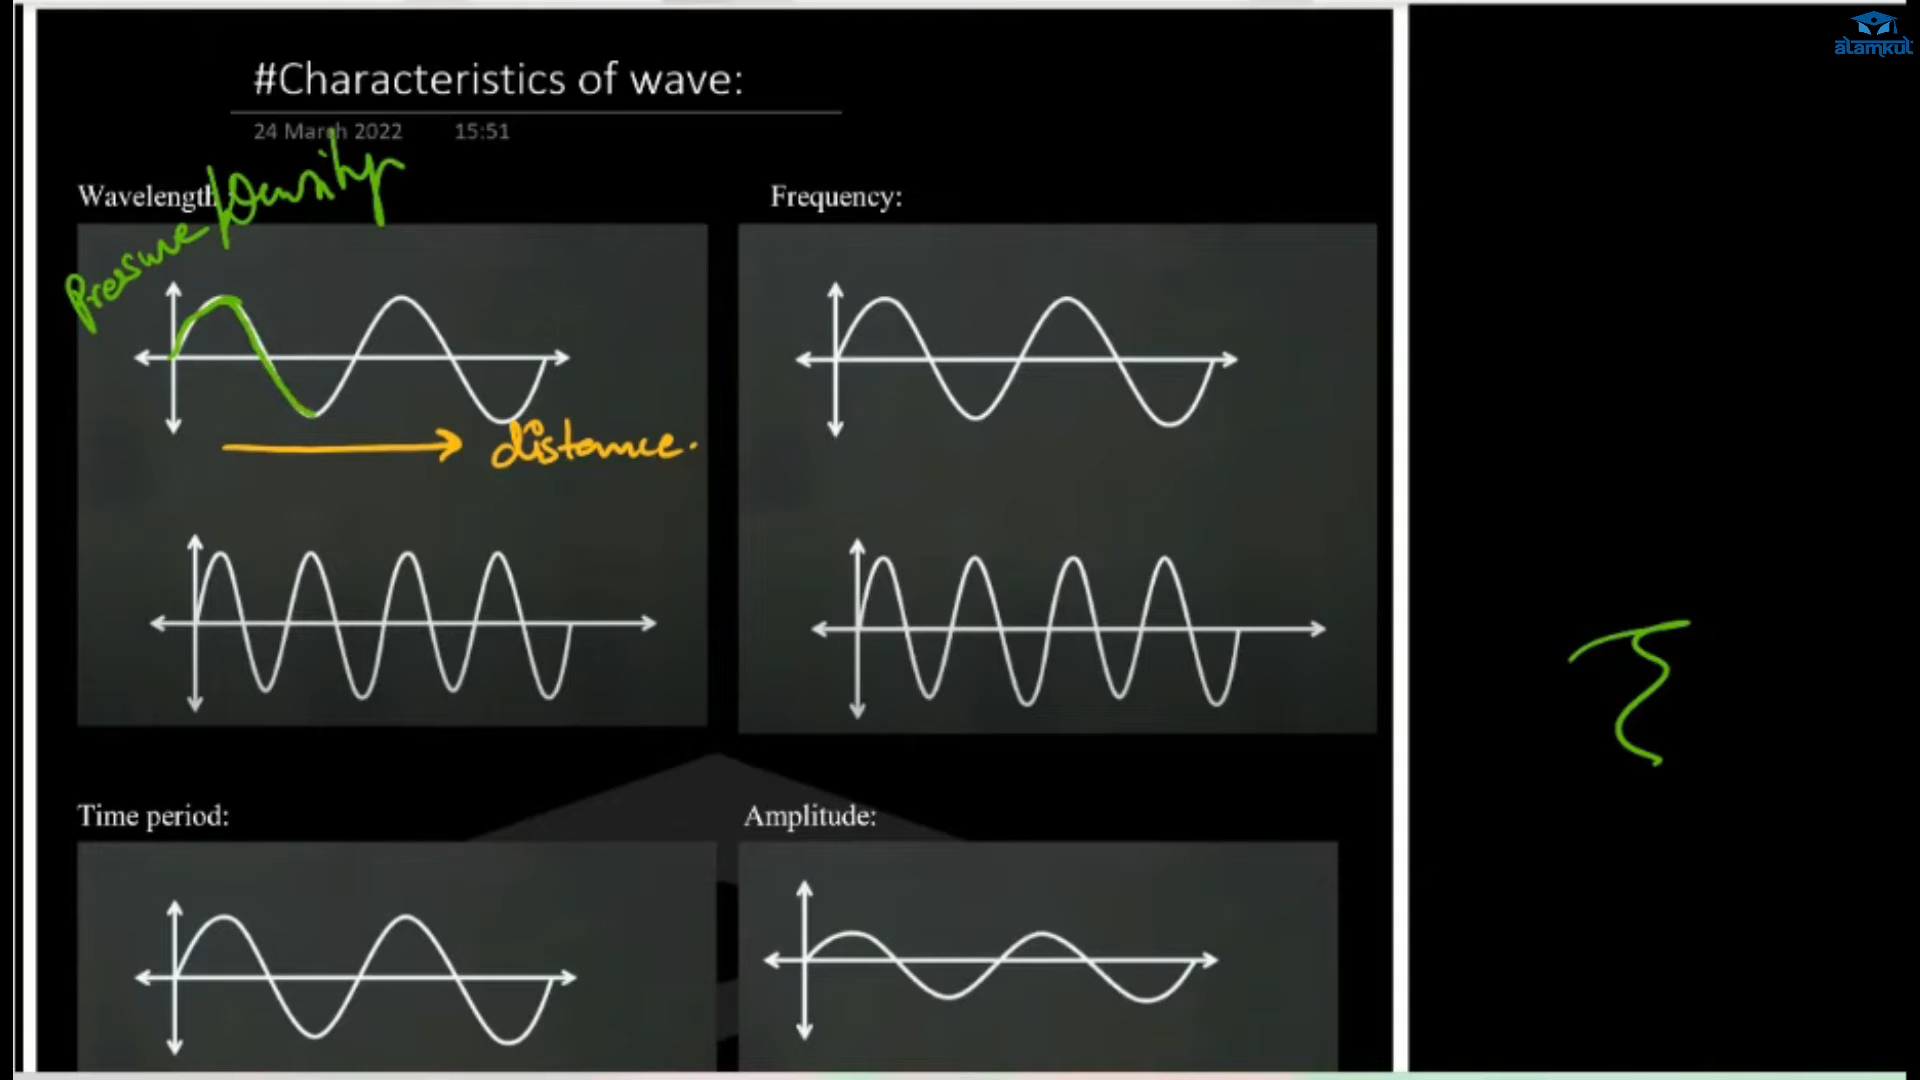 alamkul
#Characteristics of wave:
24 March 2022 15:51
Wavelength
Pressure/Density
Frequency:
distance.
Time period:
Amplitude: